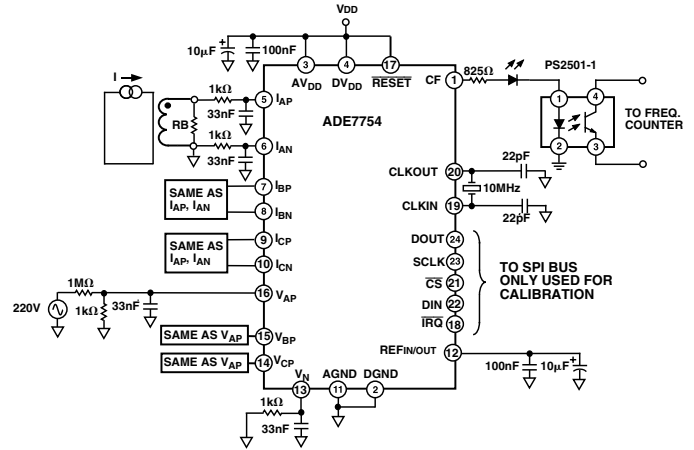 VDD
10µF + 100nF
3 4 17
AVDD DVDD RESET
I
1kΩ
5 IAP
33nF
RB
1kΩ
6 IAN
33nF
ADE7754
CF 1 825Ω
PS2501-1
1 4
2 3
TO FREQ.
COUNTER
7 IBP
SAME AS
IAP, IAN
8 IBN
9 ICP
SAME AS
IAP, IAN
10 ICN
CLKOUT 20
22pF
10MHz
CLKIN 19
22pF
DOUT 24
SCLK 23
CS 21
DIN 22
IRQ 18
TO SPI BUS
ONLY USED FOR
CALIBRATION
1MΩ
16 VAP
220V
1kΩ
33nF
SAME AS VAP
15 VBP
SAME AS VAP
14 VCP
REFIN/OUT 12
100nF 10µF +
VN AGND DGND
13 11 2
1kΩ
33nF